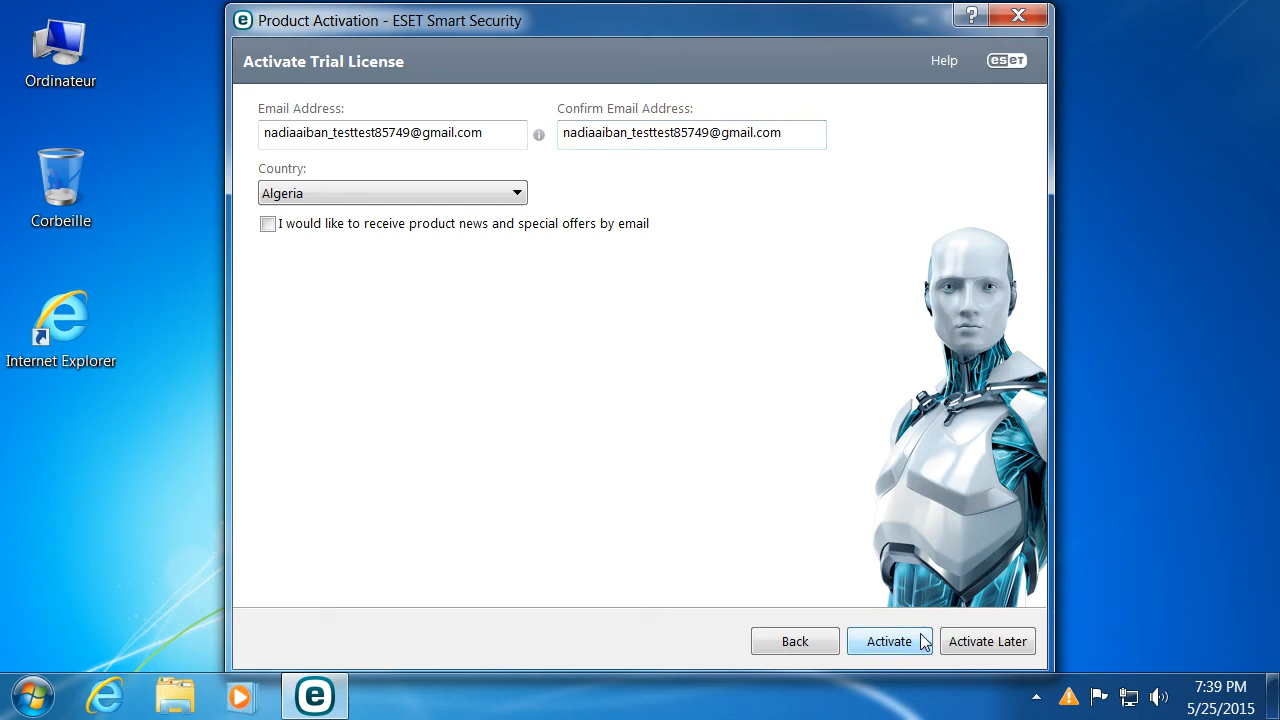 Product Activation - ESET Smart Security
Activate Trial License
Help
eseT
Email Address:
Confirm Email Address:
nadiaaiban_testtest85749@gmail.com
nadiaaiban_testtest85749@gmail.com
Country:
Algeria
I would like to receive product news and special offers by email
Back
Activate
Activate Later
Ordinateur
Corbeille
Internet Explorer
7:39 PM
5/25/2015